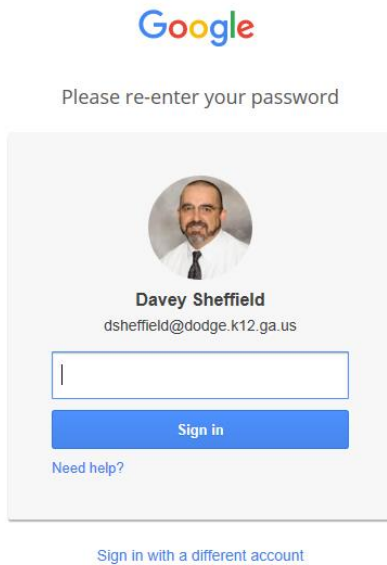 Google
Please re-enter your password
Davey Sheffield
dsheffield@dodge.k12.ga.us
Sign in
Need help?
Sign in with a different account